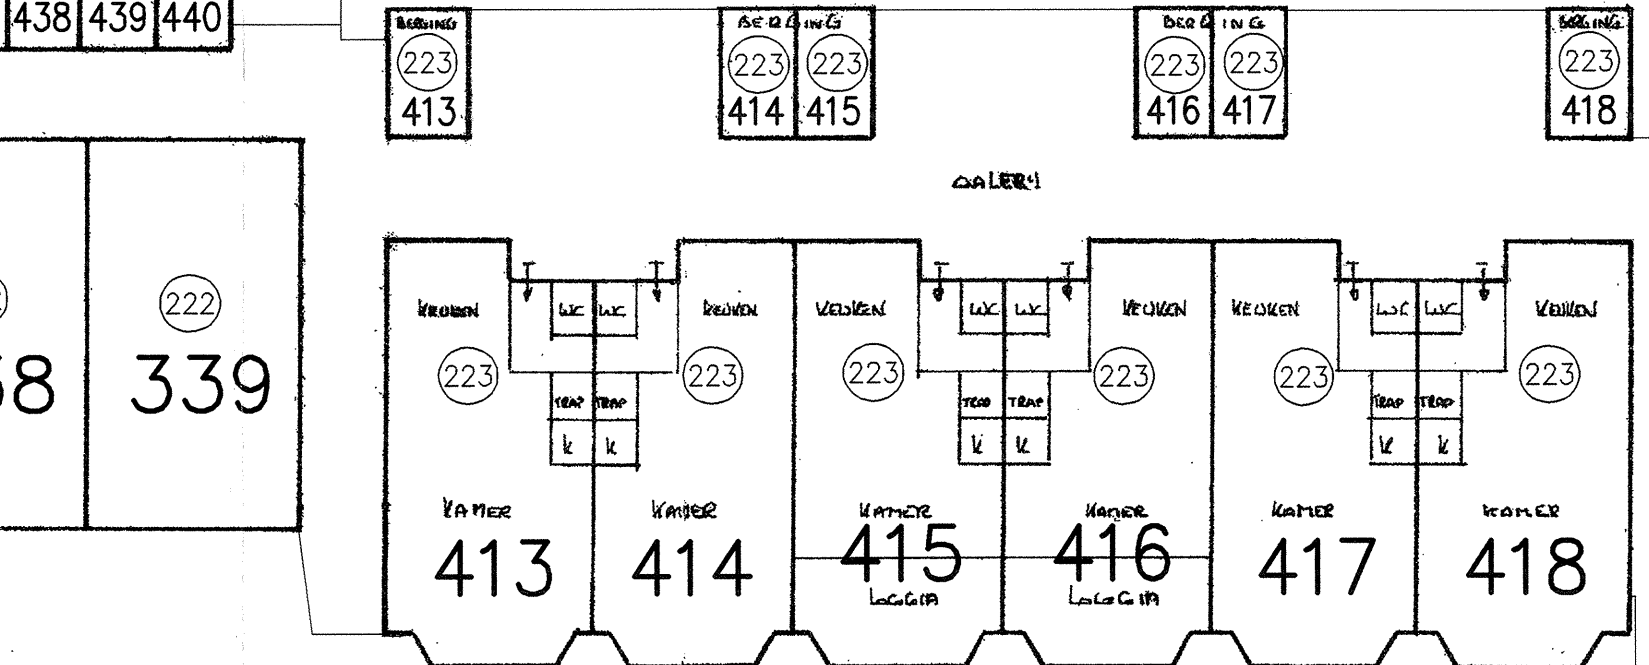 438 439 440
BERGING BERGING BERGING BERGING
223 223 223 223 223 223
413 414 415 416 417 418
GALERIJ
222
339
38
KEUKEN WC WC KEUKEN KEUKEN WC WC KEUKEN KEUKEN WC WC KEUKEN
223 223 223 223 223 223
TRAP TRAP TRAP TRAP TRAP TRAP
K K K K K K
KAMER KAMER KAMER KAMER KAMER KAMER
413 414 415 416 417 418
LOGGIA LOGGIA